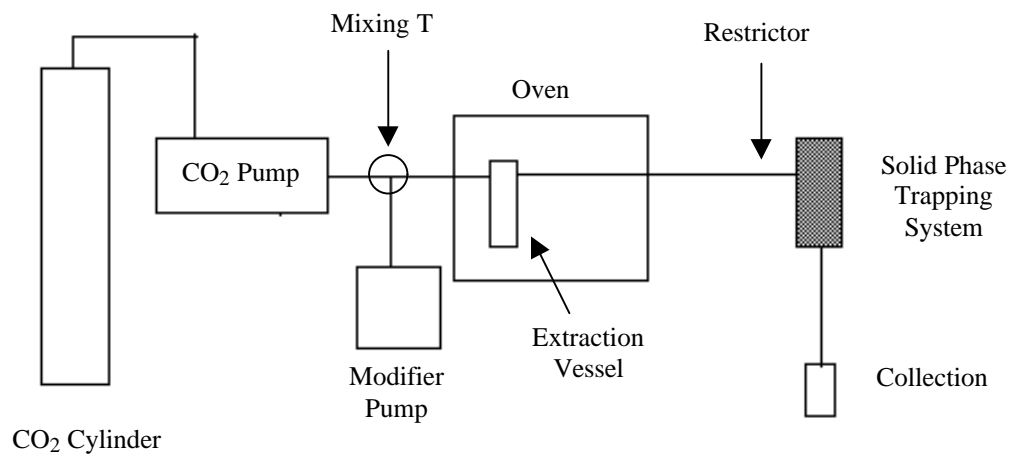 Mixing T
Restrictor
Oven
CO₂ Pump
Solid Phase
Trapping
System
Extraction
Vessel
Modifier
Pump
Collection
CO₂ Cylinder